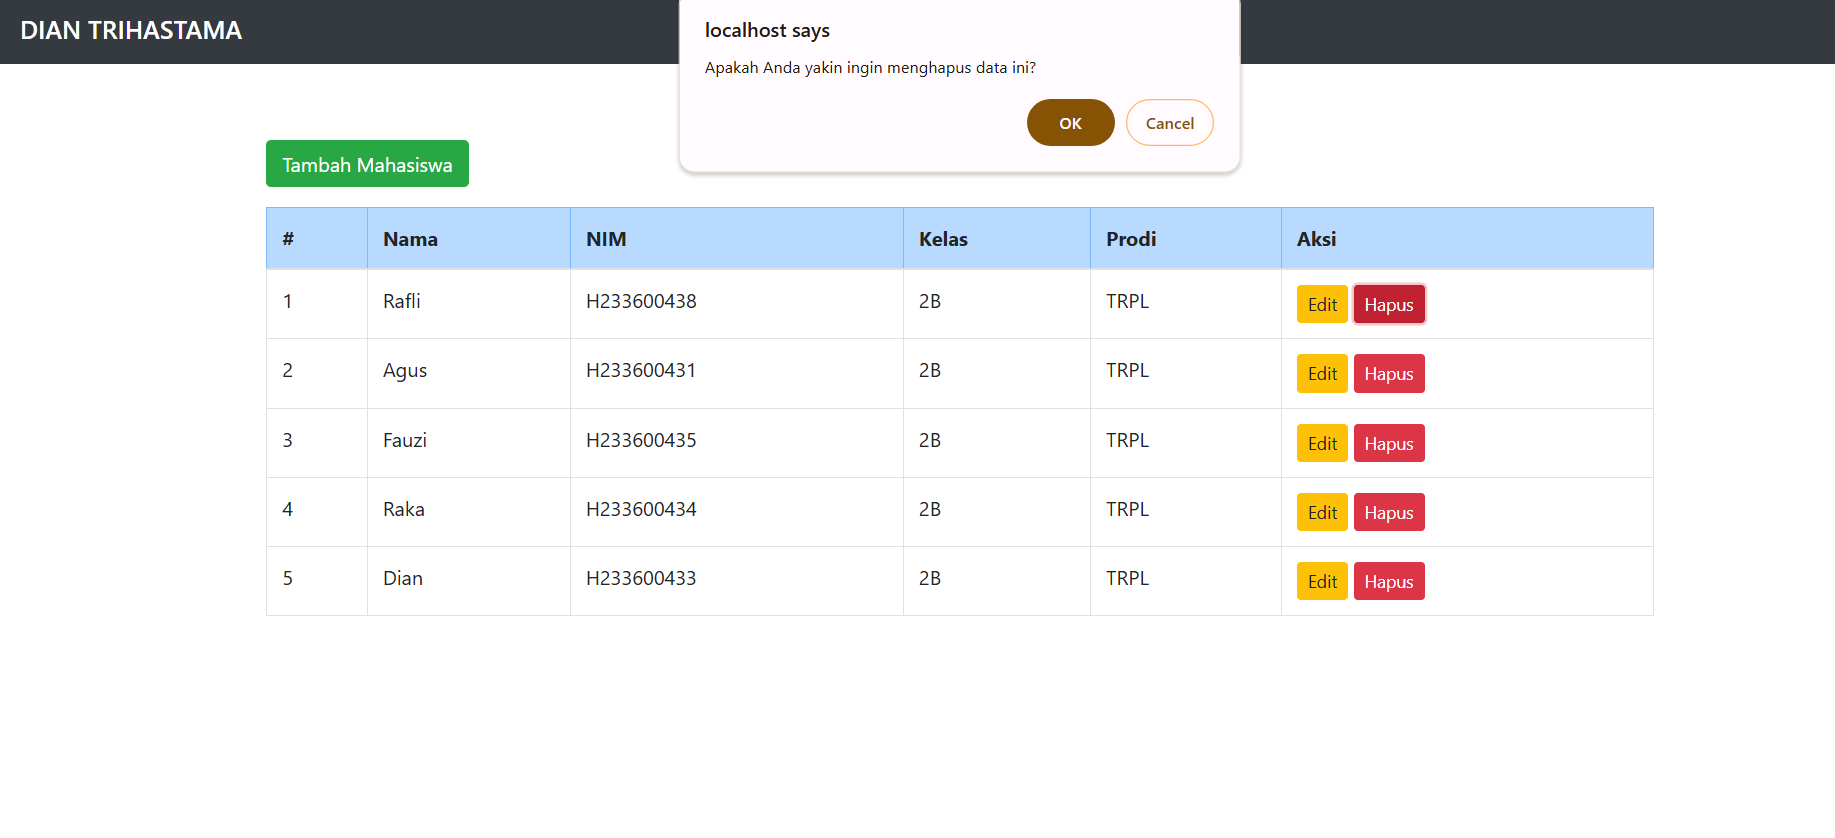 DIAN TRIHASTAMA
localhost says
Apakah Anda yakin ingin menghapus data ini?
OK Cancel
Tambah Mahasiswa
# Nama NIM Kelas Prodi Aksi
1 Rafli H233600438 2B TRPL Edit Hapus
2 Agus H233600431 2B TRPL Edit Hapus
3 Fauzi H233600435 2B TRPL Edit Hapus
4 Raka H233600434 2B TRPL Edit Hapus
5 Dian H233600433 2B TRPL Edit Hapus